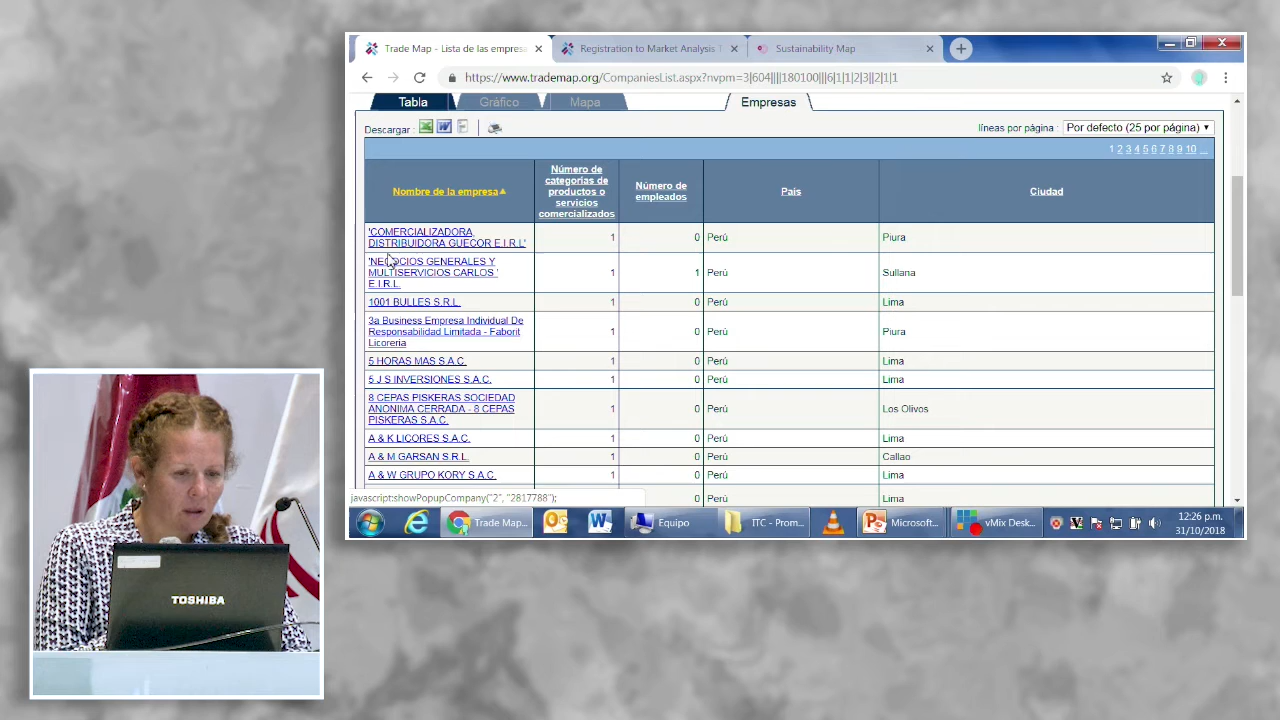 Trade Map - Lista de las empresa
Registration to Market Analysis T
Sustainability Map
https://www.trademap.org/CompaniesList.aspx?nvpm=3|604||||180100|||6|1|1|2|3||2|1|1
Tabla
Gráfico
Mapa
Empresas
Descargar :
líneas por página :
Por defecto (25 por página)
1 2 3 4 5 6 7 8 9 10 ...
Nombre de la empresa
Número de
categorías de
productos o
servicios
comercializados
Número de
empleados
País
Ciudad
'COMERCIALIZADORA,
DISTRIBUIDORA GUECOR E.I.R.L'
1
0
Perú
Piura
'NEGOCIOS GENERALES Y
MULTISERVICIOS CARLOS '
E.I.R.L.
1
1
Perú
Sullana
1001 BULLES S.R.L.
1
0
Perú
Lima
3a Business Empresa Individual De
Responsabilidad Limitada - Faborit
Licoreria
1
0
Perú
Piura
5 HORAS MAS S.A.C.
1
0
Perú
Lima
5 J S INVERSIONES S.A.C.
1
0
Perú
Lima
8 CEPAS PISKERAS SOCIEDAD
ANONIMA CERRADA - 8 CEPAS
PISKERAS S.A.C.
1
0
Perú
Los Olivos
A & K LICORES S.A.C.
1
0
Perú
Lima
A & M GARSAN S.R.L.
1
0
Perú
Callao
A & W GRUPO KORY S.A.C.
1
0
Perú
Lima
0
Perú
Lima
javascript:showPopupCompany("2", "2817788");
Trade Map...
Equipo
ITC - Prom...
Microsoft...
vMix Desk...
12:26 p.m.
31/10/2018
TOSHIBA